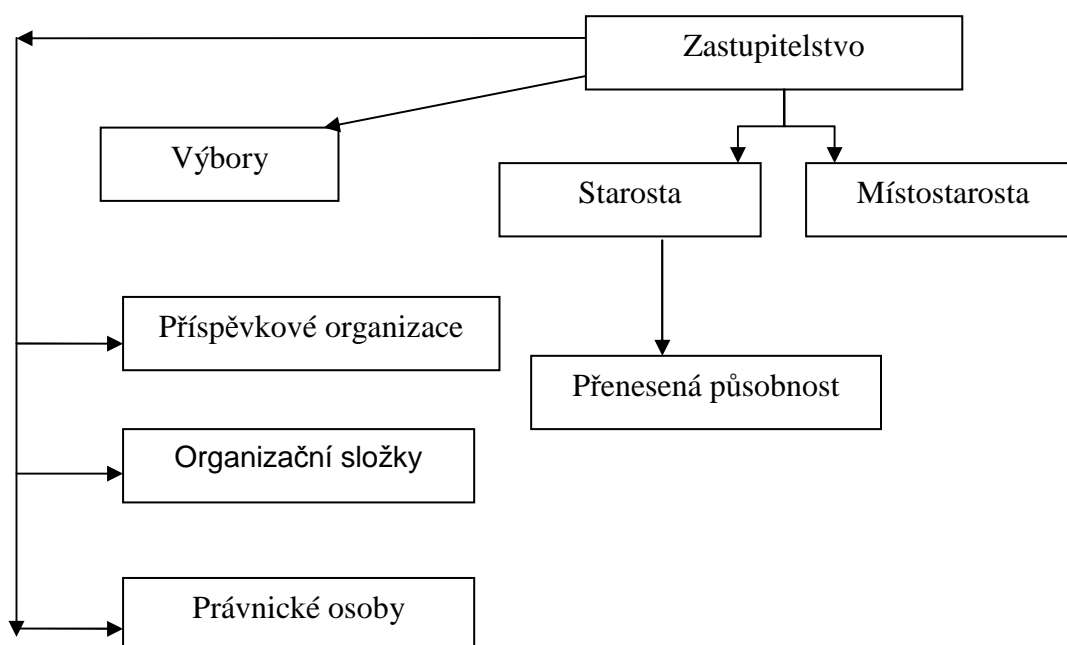 Zastupitelstvo
Výbory
Starosta
Místostarosta
Příspěvkové organizace
Přenesená působnost
Organizační složky
Právnické osoby